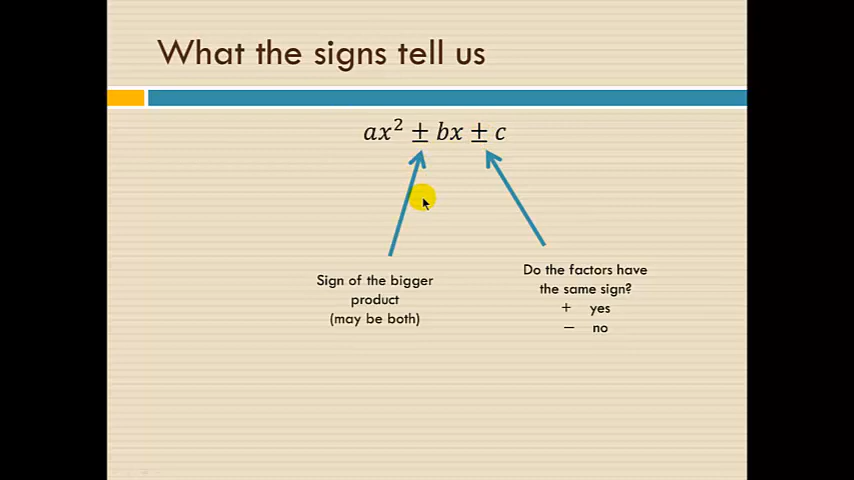 What the signs tell us
ax² ± bx ± c
Sign of the bigger
product
(may be both)
Do the factors have
the same sign?
+ yes
− no